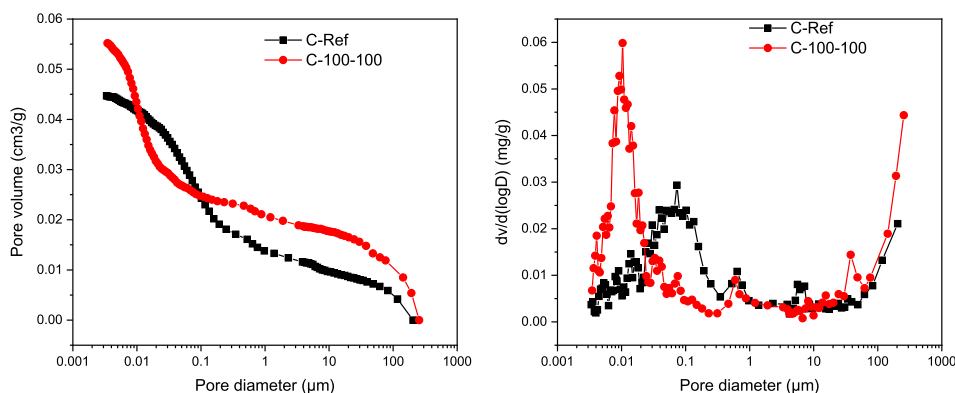 C-Ref
C-100-100
Pore volume (cm3/g)
0.06
0.05
0.04
0.03
0.02
0.01
0.00
0.001 0.01 0.1 1 10 100 1000
Pore diameter (μm)
C-Ref
C-100-100
dv/d(logD) (mg/g)
0.06
0.05
0.04
0.03
0.02
0.01
0.00
0.001 0.01 0.1 1 10 100 1000
Pore diameter (μm)